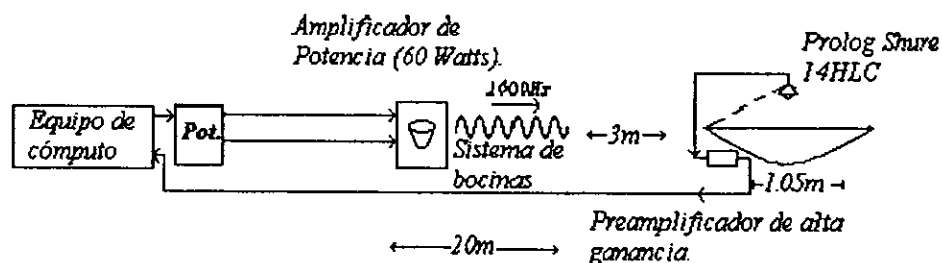 Amplificador de
Potencia (60 Watts).
Prolog Shure
14HLC
Equipo de
cómputo
Pot.
Sistema de
bocinas
3m
1.05m
Preamplificador de alta
ganancia.
20m